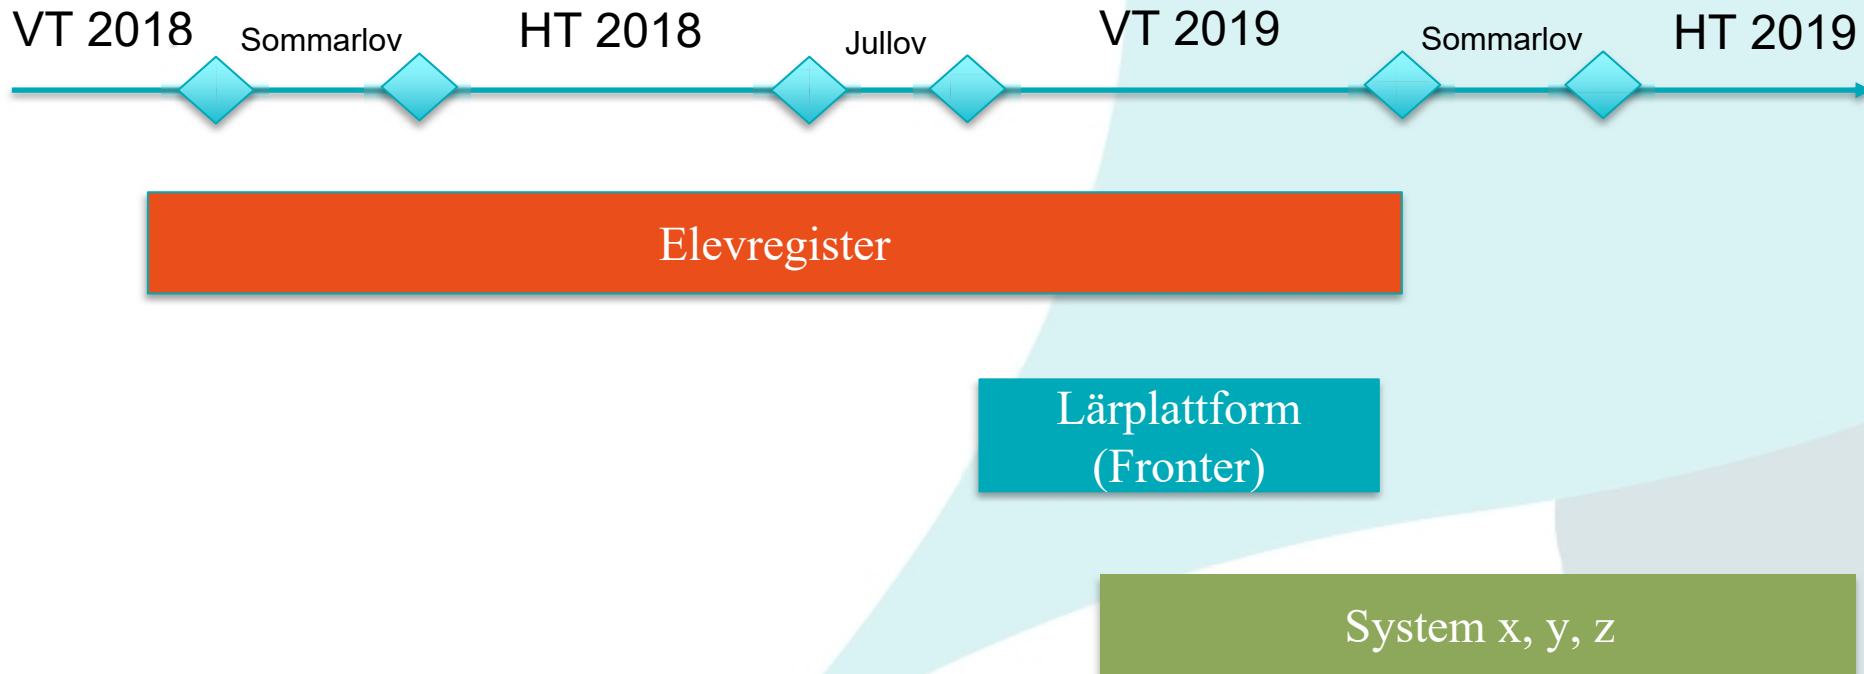 VT 2018
Sommarlov
HT 2018
Jullov
VT 2019
Sommarlov
HT 2019
Elevregister
Lärplattform
(Fronter)
System x, y, z